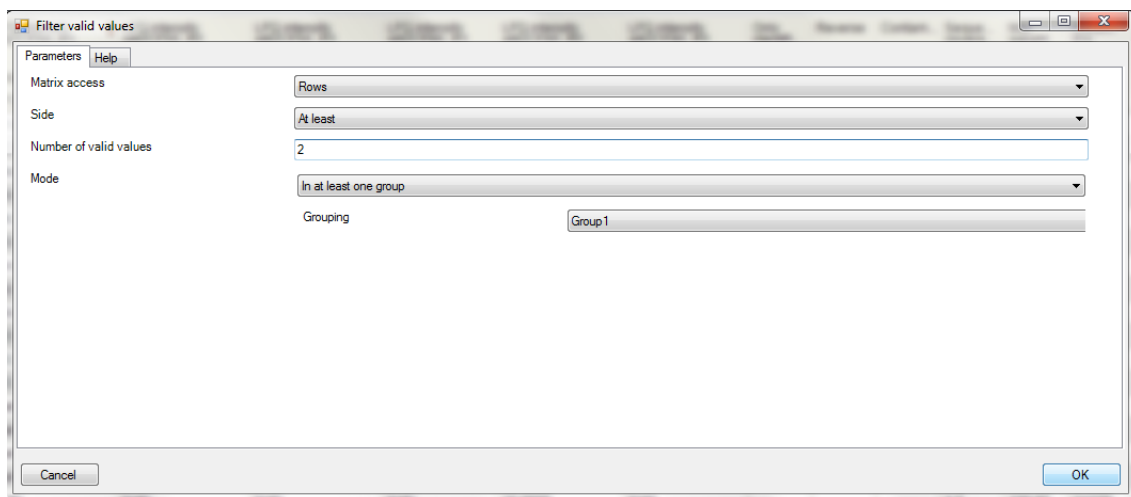 Filter valid values
Parameters Help
Matrix access Rows
Side At least
Number of valid values 2
Mode In at least one group
Grouping Group1
Cancel OK